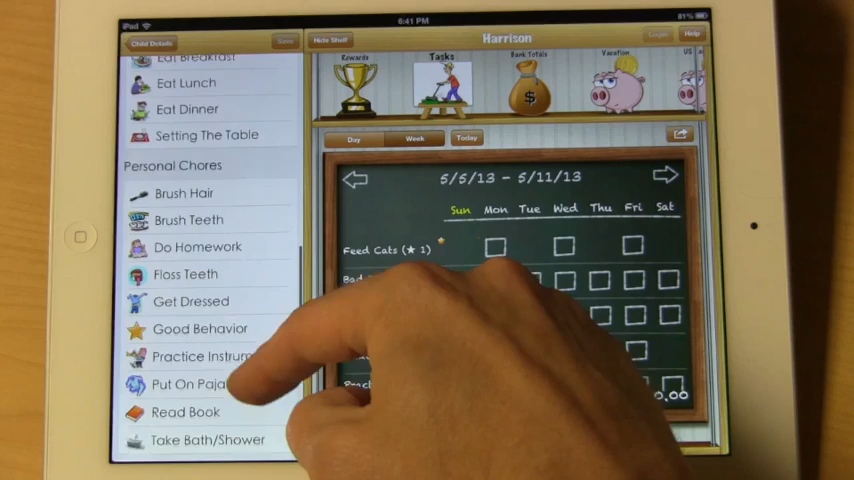 iPad
6:41 PM
81%
Child Details
Save
Hide Shelf
Harrison
Login
Help
Eat Breakfast
Eat Lunch
Eat Dinner
Setting The Table
Personal Chores
Brush Hair
Brush Teeth
Do Homework
Floss Teeth
Get Dressed
Good Behavior
Practice Instrum
Put On Paja
Read Book
Take Bath/Shower
Rewards
Tasks
Bank Totals
Vacation
US
$
Day
Week
Today
5/5/13 - 5/11/13
Sun Mon Tue Wed Thu Fri Sat
Feed Cats (★ 1)